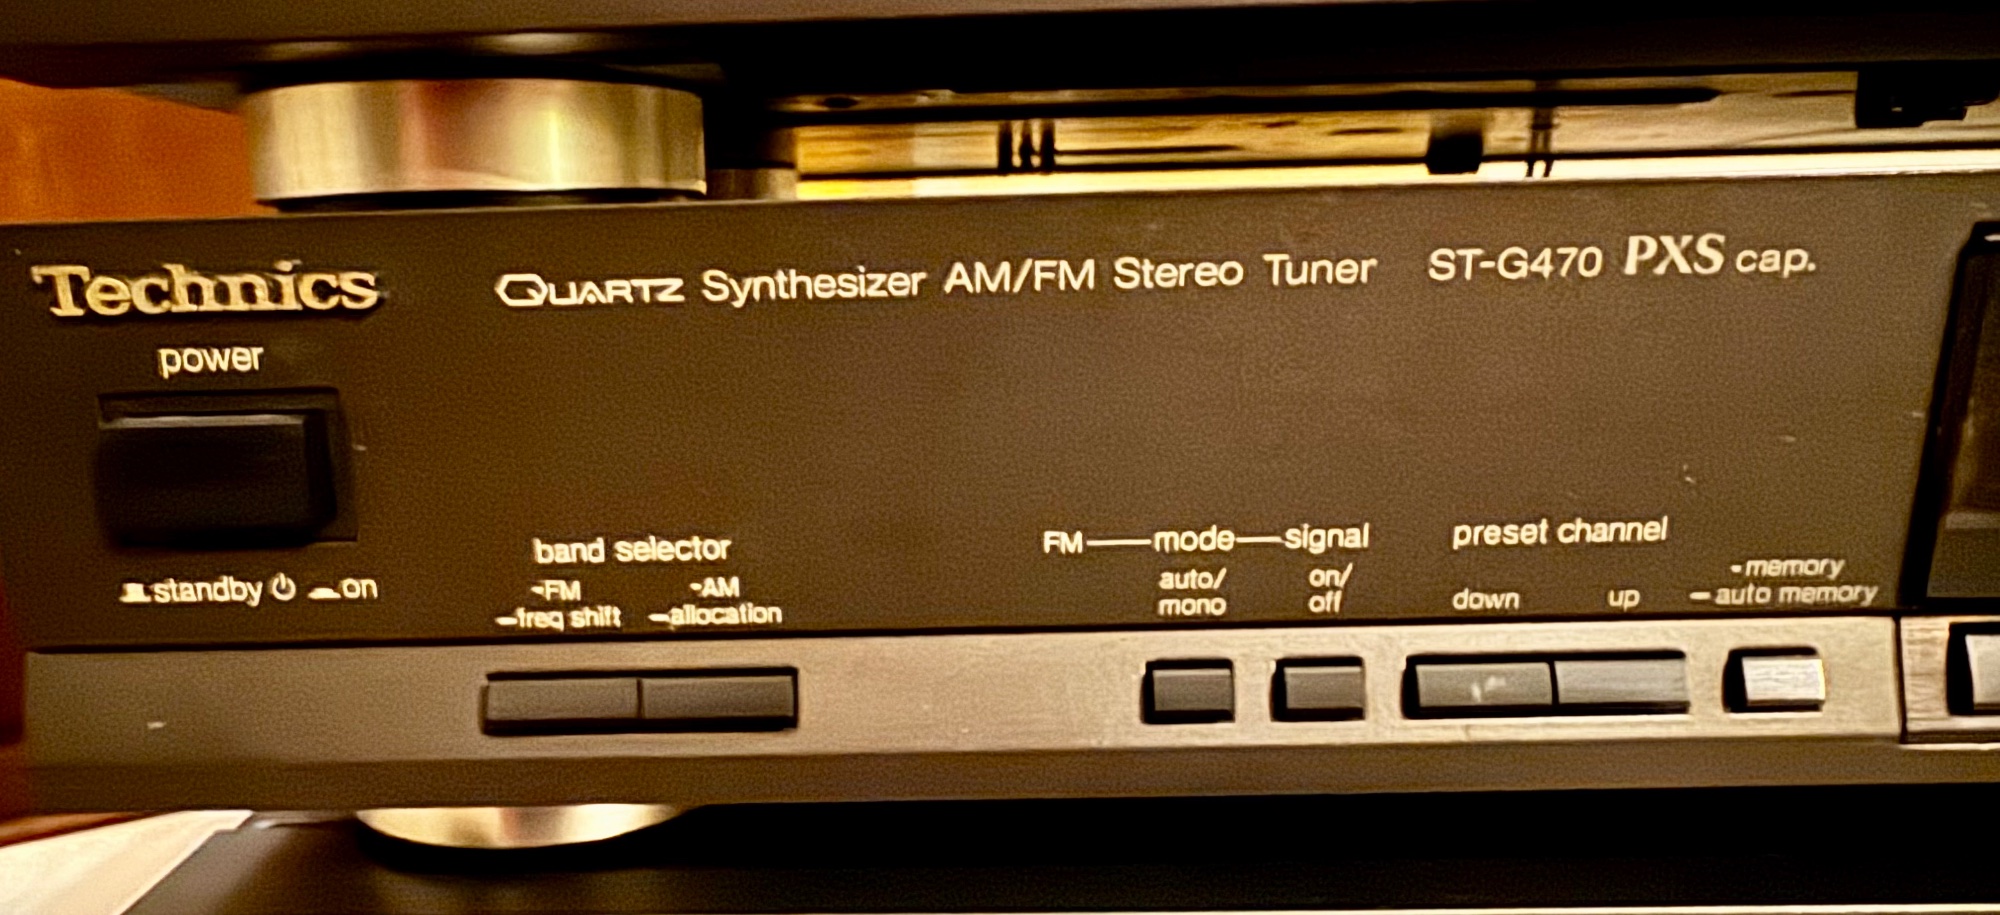 Technics QUARTZ Synthesizer AM/FM Stereo Tuner ST-G470 PXS cap.
power
standby on
band selector
-FM -AM
-freq shift -allocation
FM mode signal
auto/ on/
mono off
preset channel
down up
-memory
-auto memory